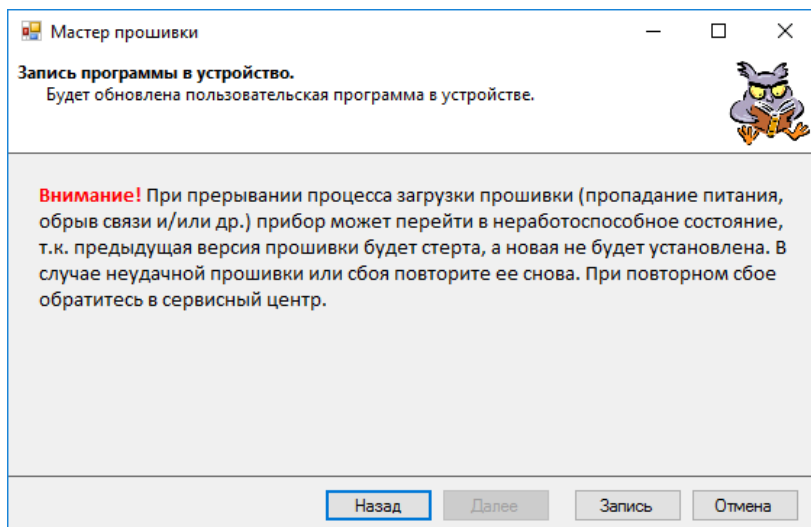 Мастер прошивки
Запись программы в устройство.
Будет обновлена пользовательская программа в устройстве.
Внимание! При прерывании процесса загрузки прошивки (пропадание питания,
обрыв связи и/или др.) прибор может перейти в неработоспособное состояние,
т.к. предыдущая версия прошивки будет стерта, а новая не будет установлена. В
случае неудачной прошивки или сбоя повторите ее снова. При повторном сбое
обратитесь в сервисный центр.
Назад Далее Запись Отмена